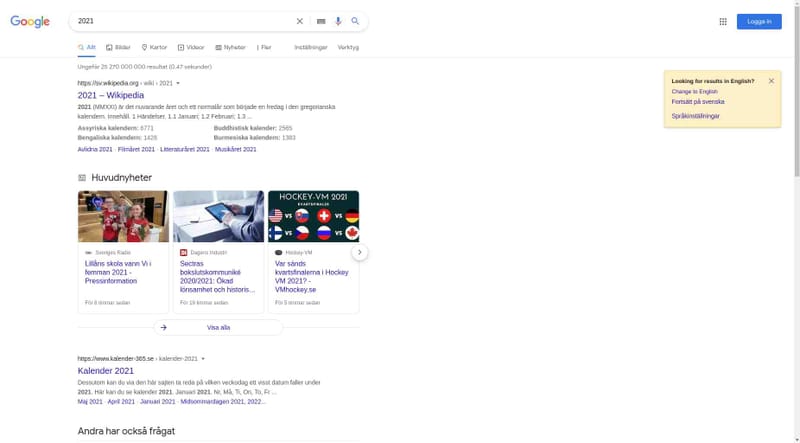 Google
2021
Logga in
Allt
Bilder
Kartor
Videor
Nyheter
Fler
Inställningar
Verktyg
Ungefär 25 270 000 000 resultat (0,47 sekunder)
https://sv.wikipedia.org › wiki › 2021
2021 – Wikipedia
2021 (MMXXI) är det nuvarande året och ett normalår som började en fredag i den gregorianska
kalendern. Innehåll. 1 Händelser. 1.1 Januari; 1.2 Februari; 1.3 ...
Assyriska kalendern: 6771
Buddhistisk kalender: 2565
Bengaliska kalendern: 1428
Burmesiska kalendern: 1383
Avlidna 2021 · Filmåret 2021 · Litteraturåret 2021 · Musikåret 2021
Looking for results in English?
Change to English
Fortsätt på svenska
Språkinställningar
Huvudnyheter
HOCKEY-VM 2021
KVARTSFINALER
VS VS
VS VS
Sveriges Radio
Lillåns skola vann Vi i
femman 2021 -
Pressinformation
För 6 timmar sedan
Dagens Industri
Sectras
bokslutskommuniké
2020/2021: Ökad
lönsamhet och historis...
För 19 timmar sedan
Hockey-VM
Var sänds
kvartsfinalerna i Hockey
VM 2021? -
VMhockey.se
För 5 timmar sedan
Visa alla
https://www.kalender-365.se › kalender-2021
Kalender 2021
Dessutom kan du via den här sajten ta reda på vilken veckodag ett visst datum faller under
2021. Här kan du se kalender 2021. Januari 2021. Nr, Må, Ti, On, To, Fr ...
Maj 2021 · April 2021 · Januari 2021 · Midsommardagen 2021, 2022...
Andra har också frågat